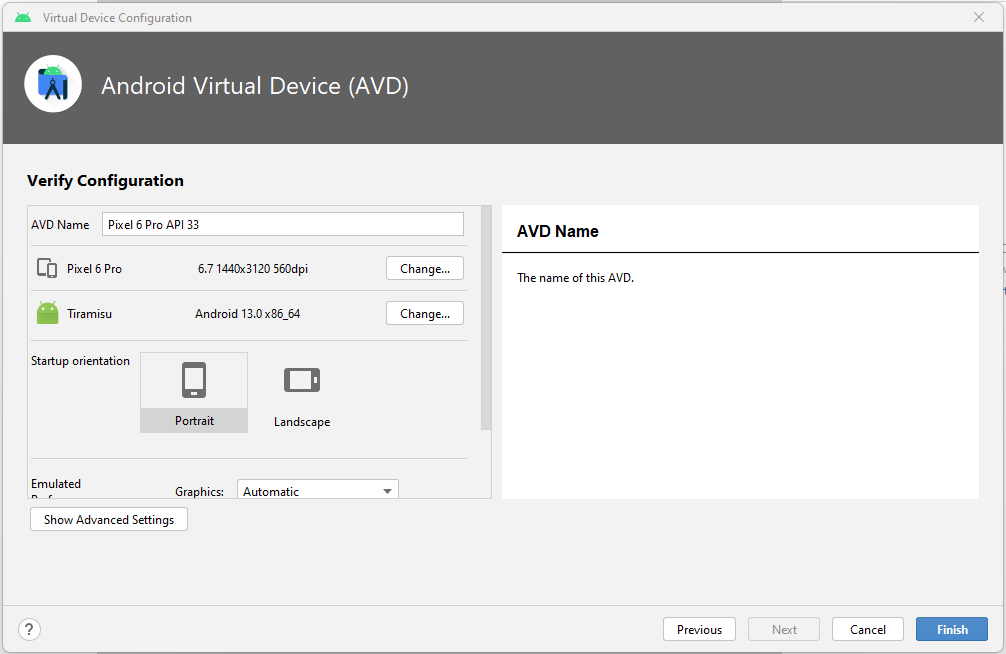 Virtual Device Configuration
Android Virtual Device (AVD)
Verify Configuration
AVD Name Pixel 6 Pro API 33
Pixel 6 Pro 6.7 1440x3120 560dpi Change...
Tiramisu Android 13.0 x86_64 Change...
Startup orientation
Portrait Landscape
Emulated
Graphics: Automatic
Show Advanced Settings
AVD Name
The name of this AVD.
? Previous Next Cancel Finish